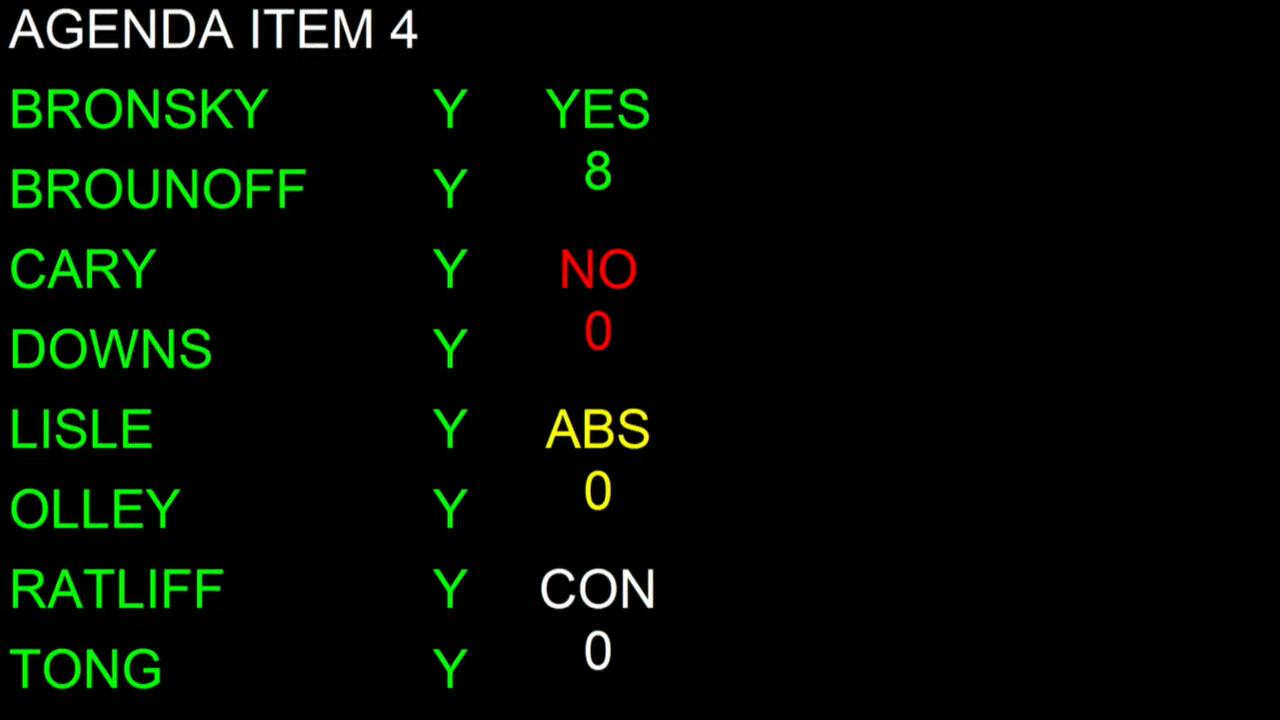 AGENDA ITEM 4
BRONSKY Y YES
8
BROUNOFF Y
CARY Y NO
0
DOWNS Y
LISLE Y ABS
0
OLLEY Y
RATLIFF Y CON
0
TONG Y